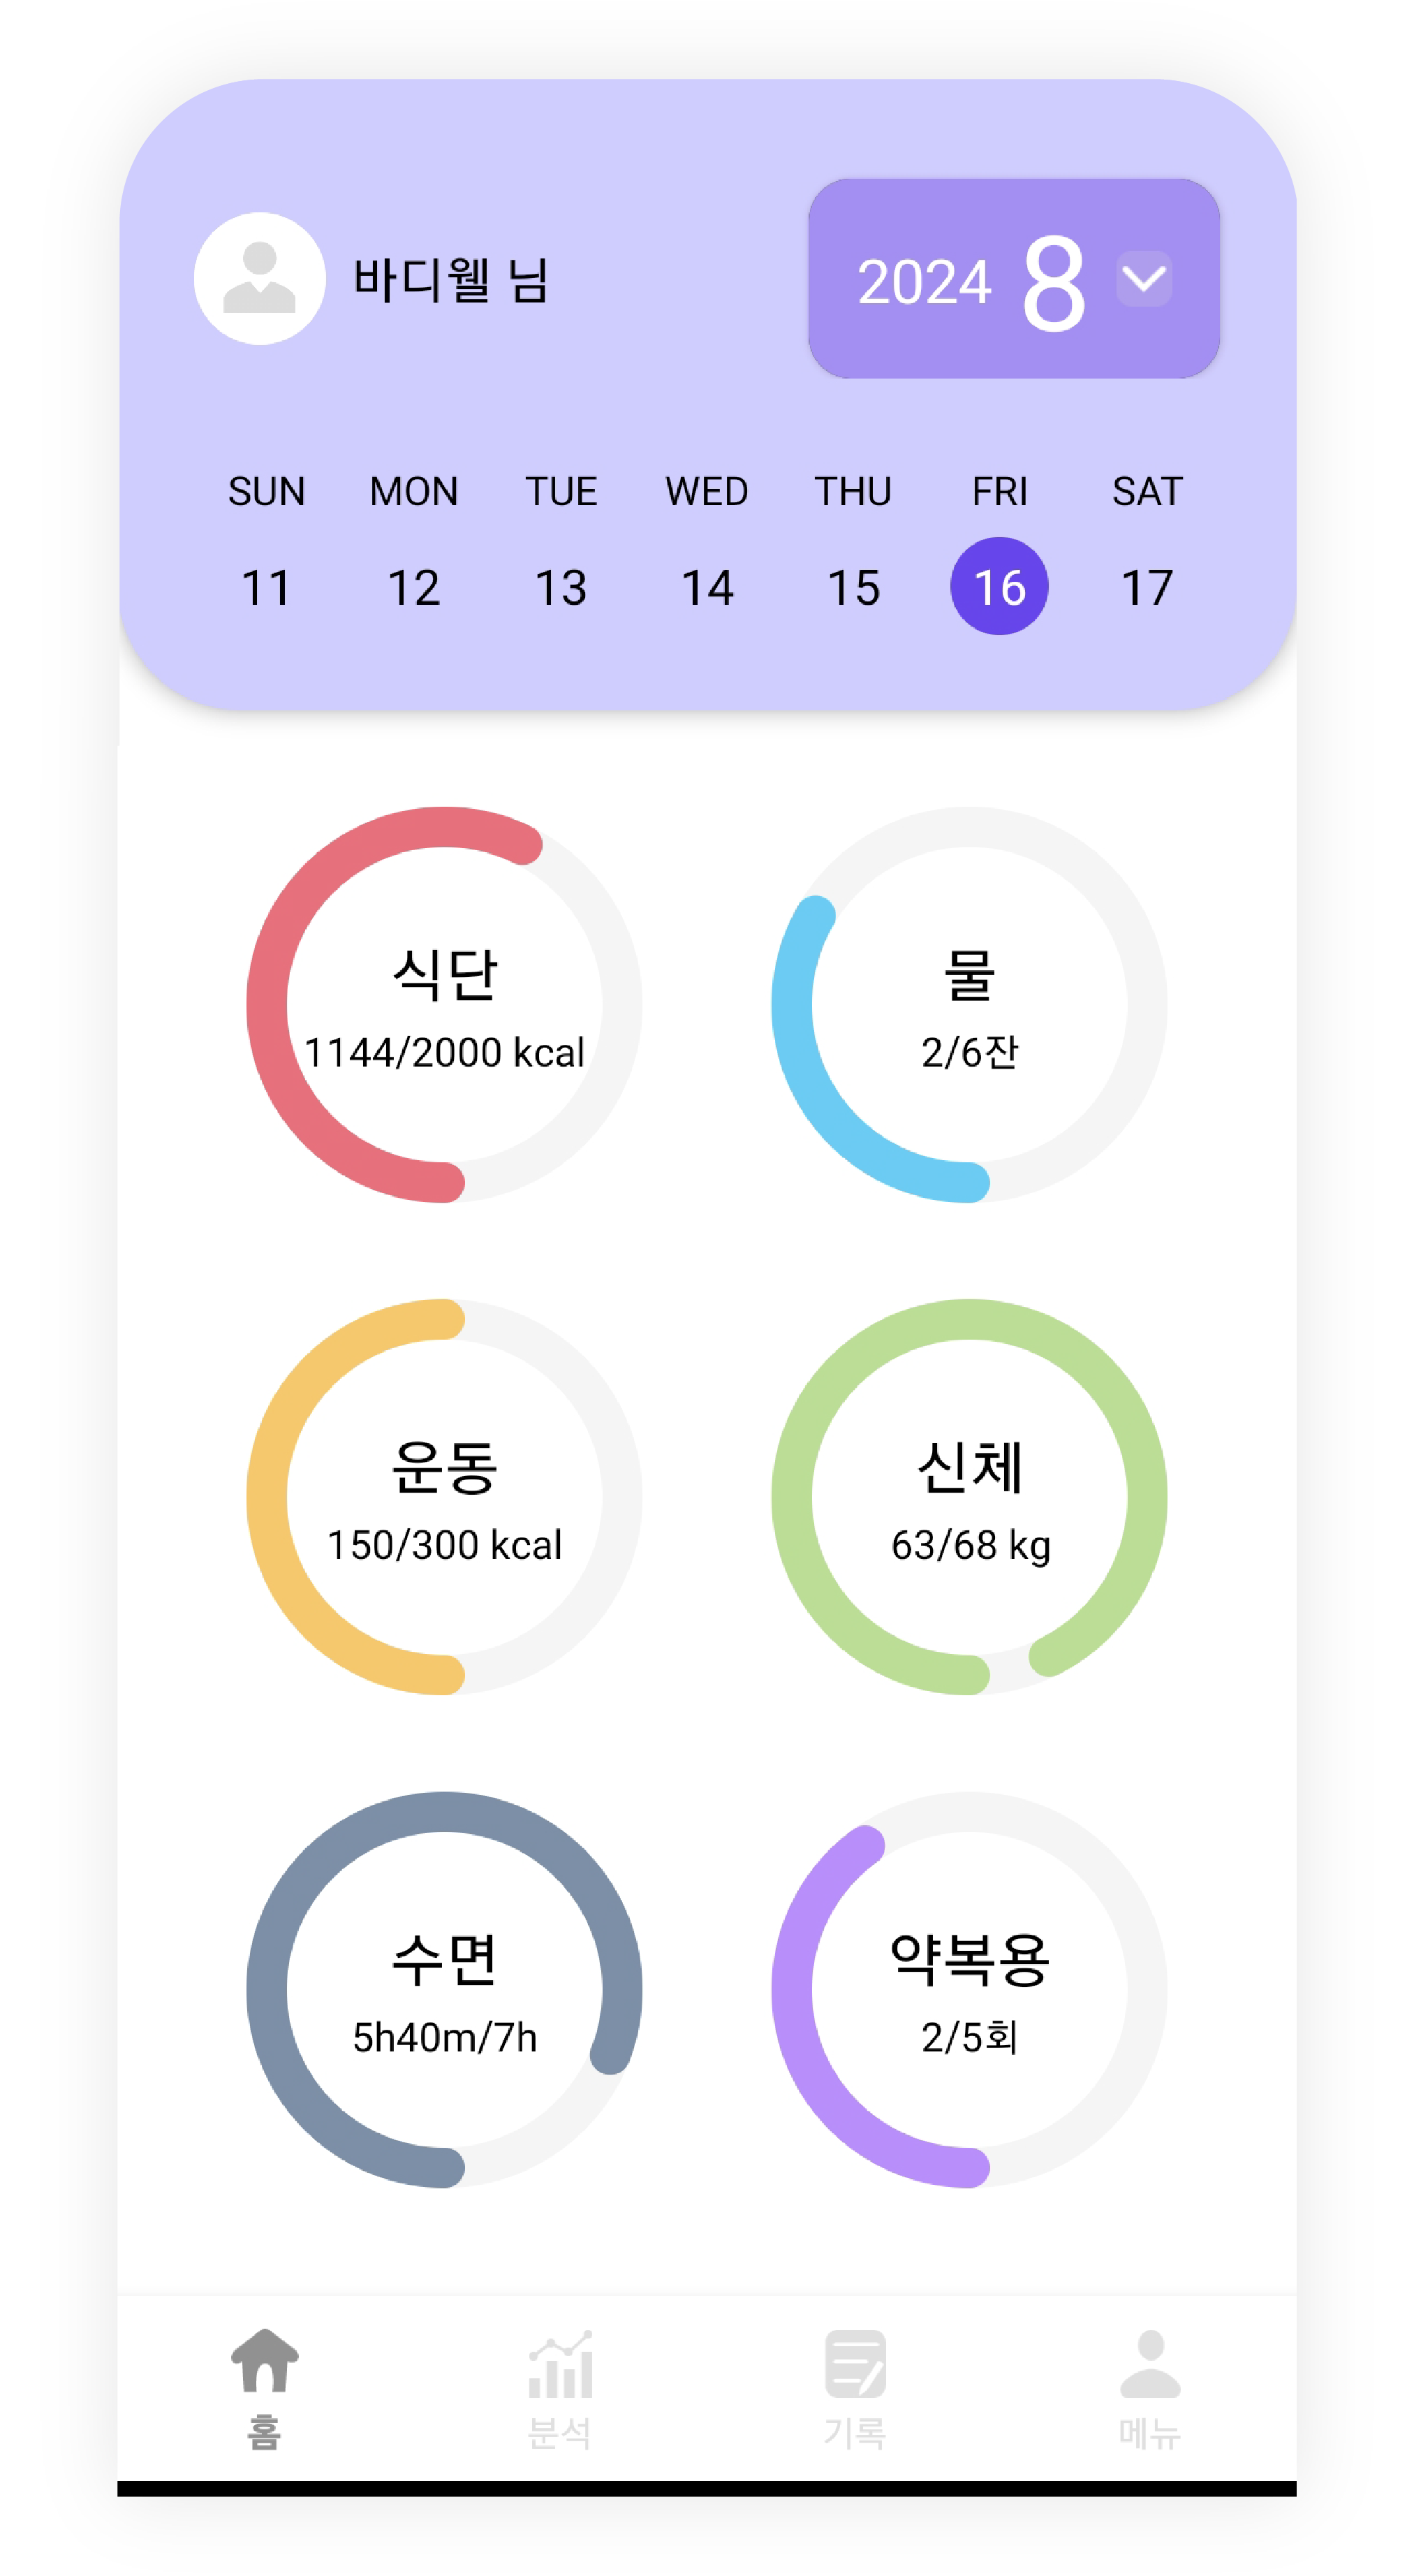 바디웰 님
2024 8
SUN MON TUE WED THU FRI SAT
11 12 13 14 15 16 17
식단
1144/2000 kcal
물
2/6잔
운동
150/300 kcal
신체
63/68 kg
수면
5h40m/7h
약복용
2/5회
홈 분석 기록 메뉴